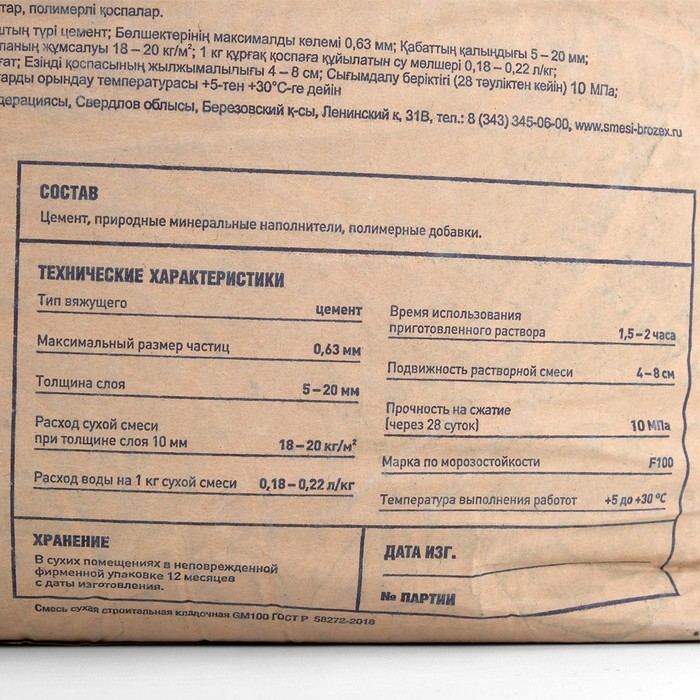 тар, полимерлі қоспалар.
штың түрі цемент; Бөлшектерінің максималды көлемі 0,63 мм; Қабаттың қалыңдығы 5 – 20 мм;
паның жұмсалуы 18 – 20 кг/м²; 1 кг құрғақ қоспаға құйылатын су мөлшері 0,18 – 0,22 л/кг;
ғат; Езінді қоспасының жылжымалылығы 4 – 8 см; Сығымдалу беріктігі (28 тәуліктен кейін) 10 МПа;
тарды орындау температурасы +5-тен +30°С-ге дейін
дерациясы, Свердлов облысы, Березовский қ-сы, Ленинский к, 31В, тел.: 8 (343) 345-06-00, www.smesi-brozex.ru
СОСТАВ
Цемент, природные минеральные наполнители, полимерные добавки.
ТЕХНИЧЕСКИЕ ХАРАКТЕРИСТИКИ
Тип вяжущего цемент
Максимальный размер частиц 0,63 мм
Толщина слоя 5–20 мм
Расход сухой смеси
при толщине слоя 10 мм 18–20 кг/м²
Расход воды на 1 кг сухой смеси 0,18–0,22 л/кг
Время использования
приготовленного раствора 1,5–2 часа
Подвижность растворной смеси 4–8 см
Прочность на сжатие
(через 28 суток) 10 МПа
Марка по морозостойкости F100
Температура выполнения работот +5 до +30 °С
ХРАНЕНИЕ
В сухих помещениях в неповрежденной
фирменной упаковке 12 месяцев
с даты изготовления.
ДАТА ИЗГ.
№ ПАРТИИ
Смесь сухая строительная кладочная GM100 ГОСТ Р 58272-2018